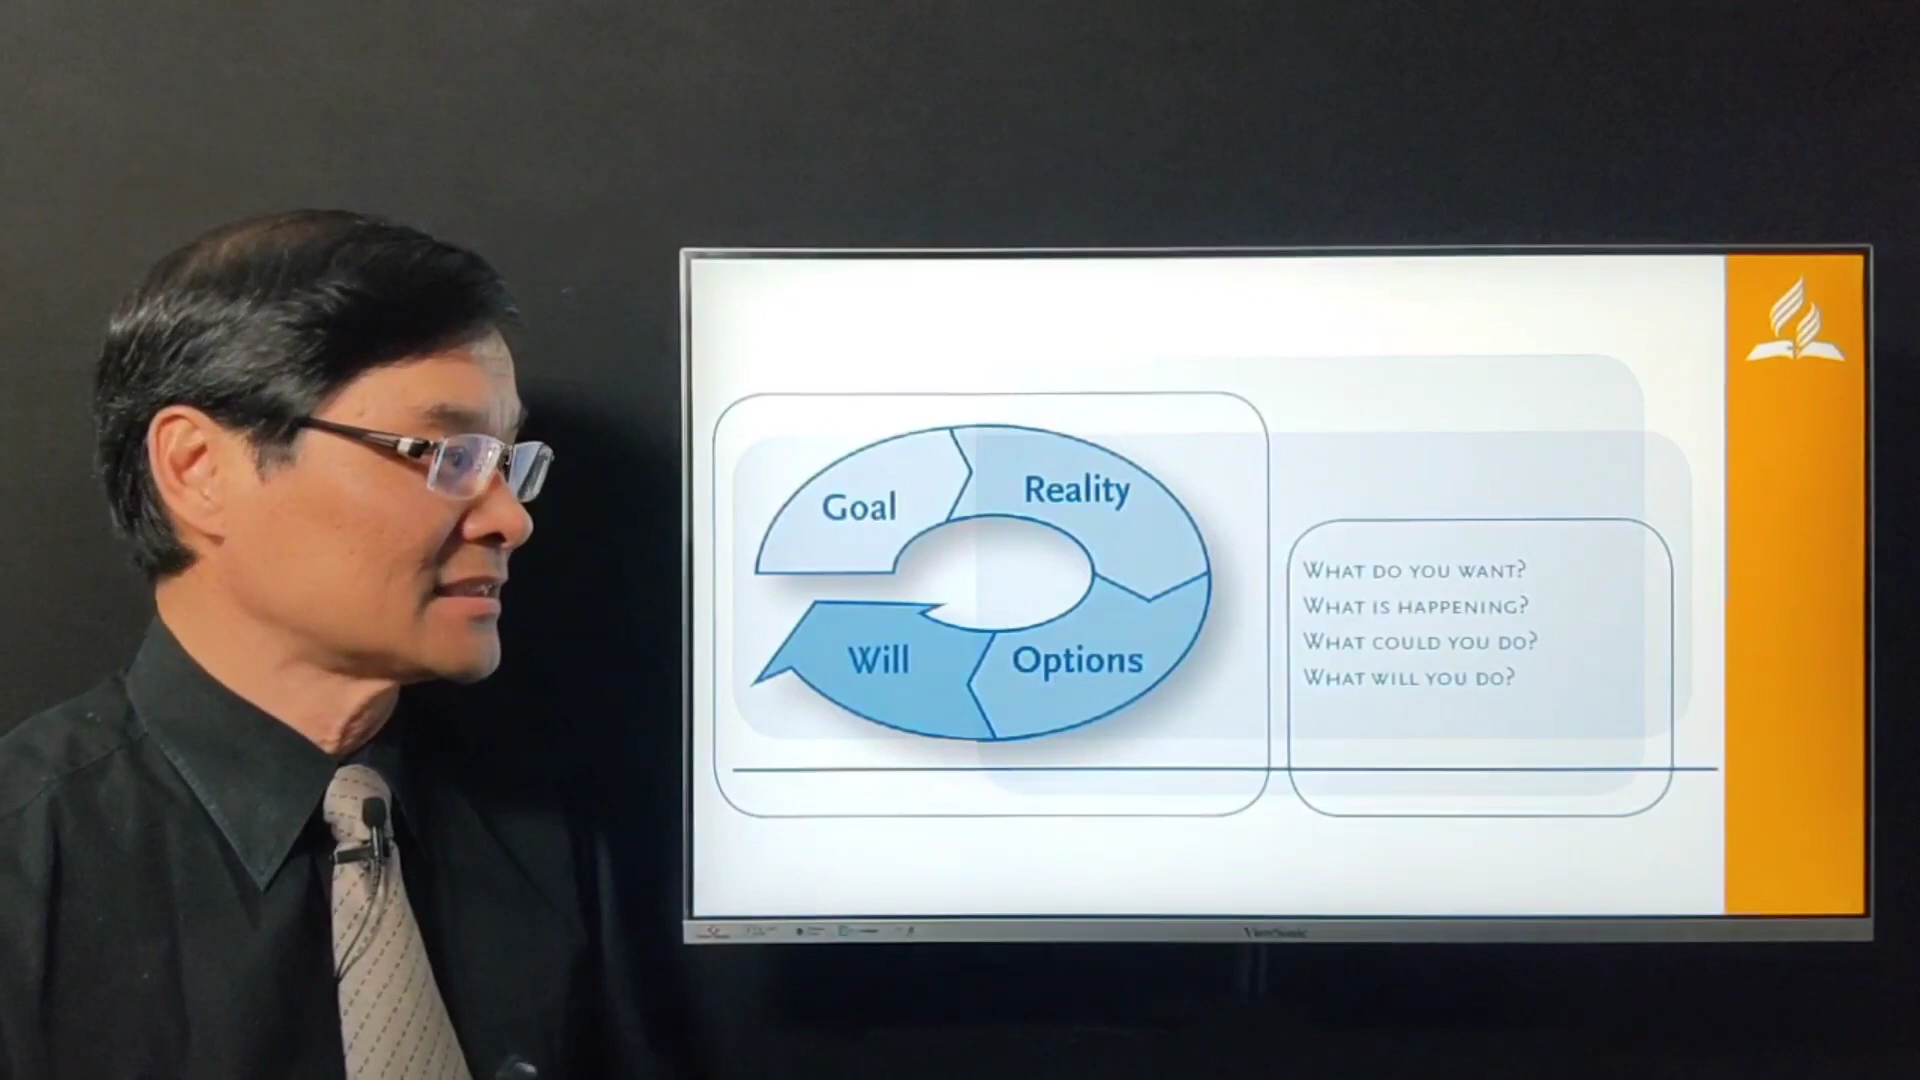 Goal
Reality
Options
Will
WHAT DO YOU WANT?
WHAT IS HAPPENING?
WHAT COULD YOU DO?
WHAT WILL YOU DO?
ViewSonic